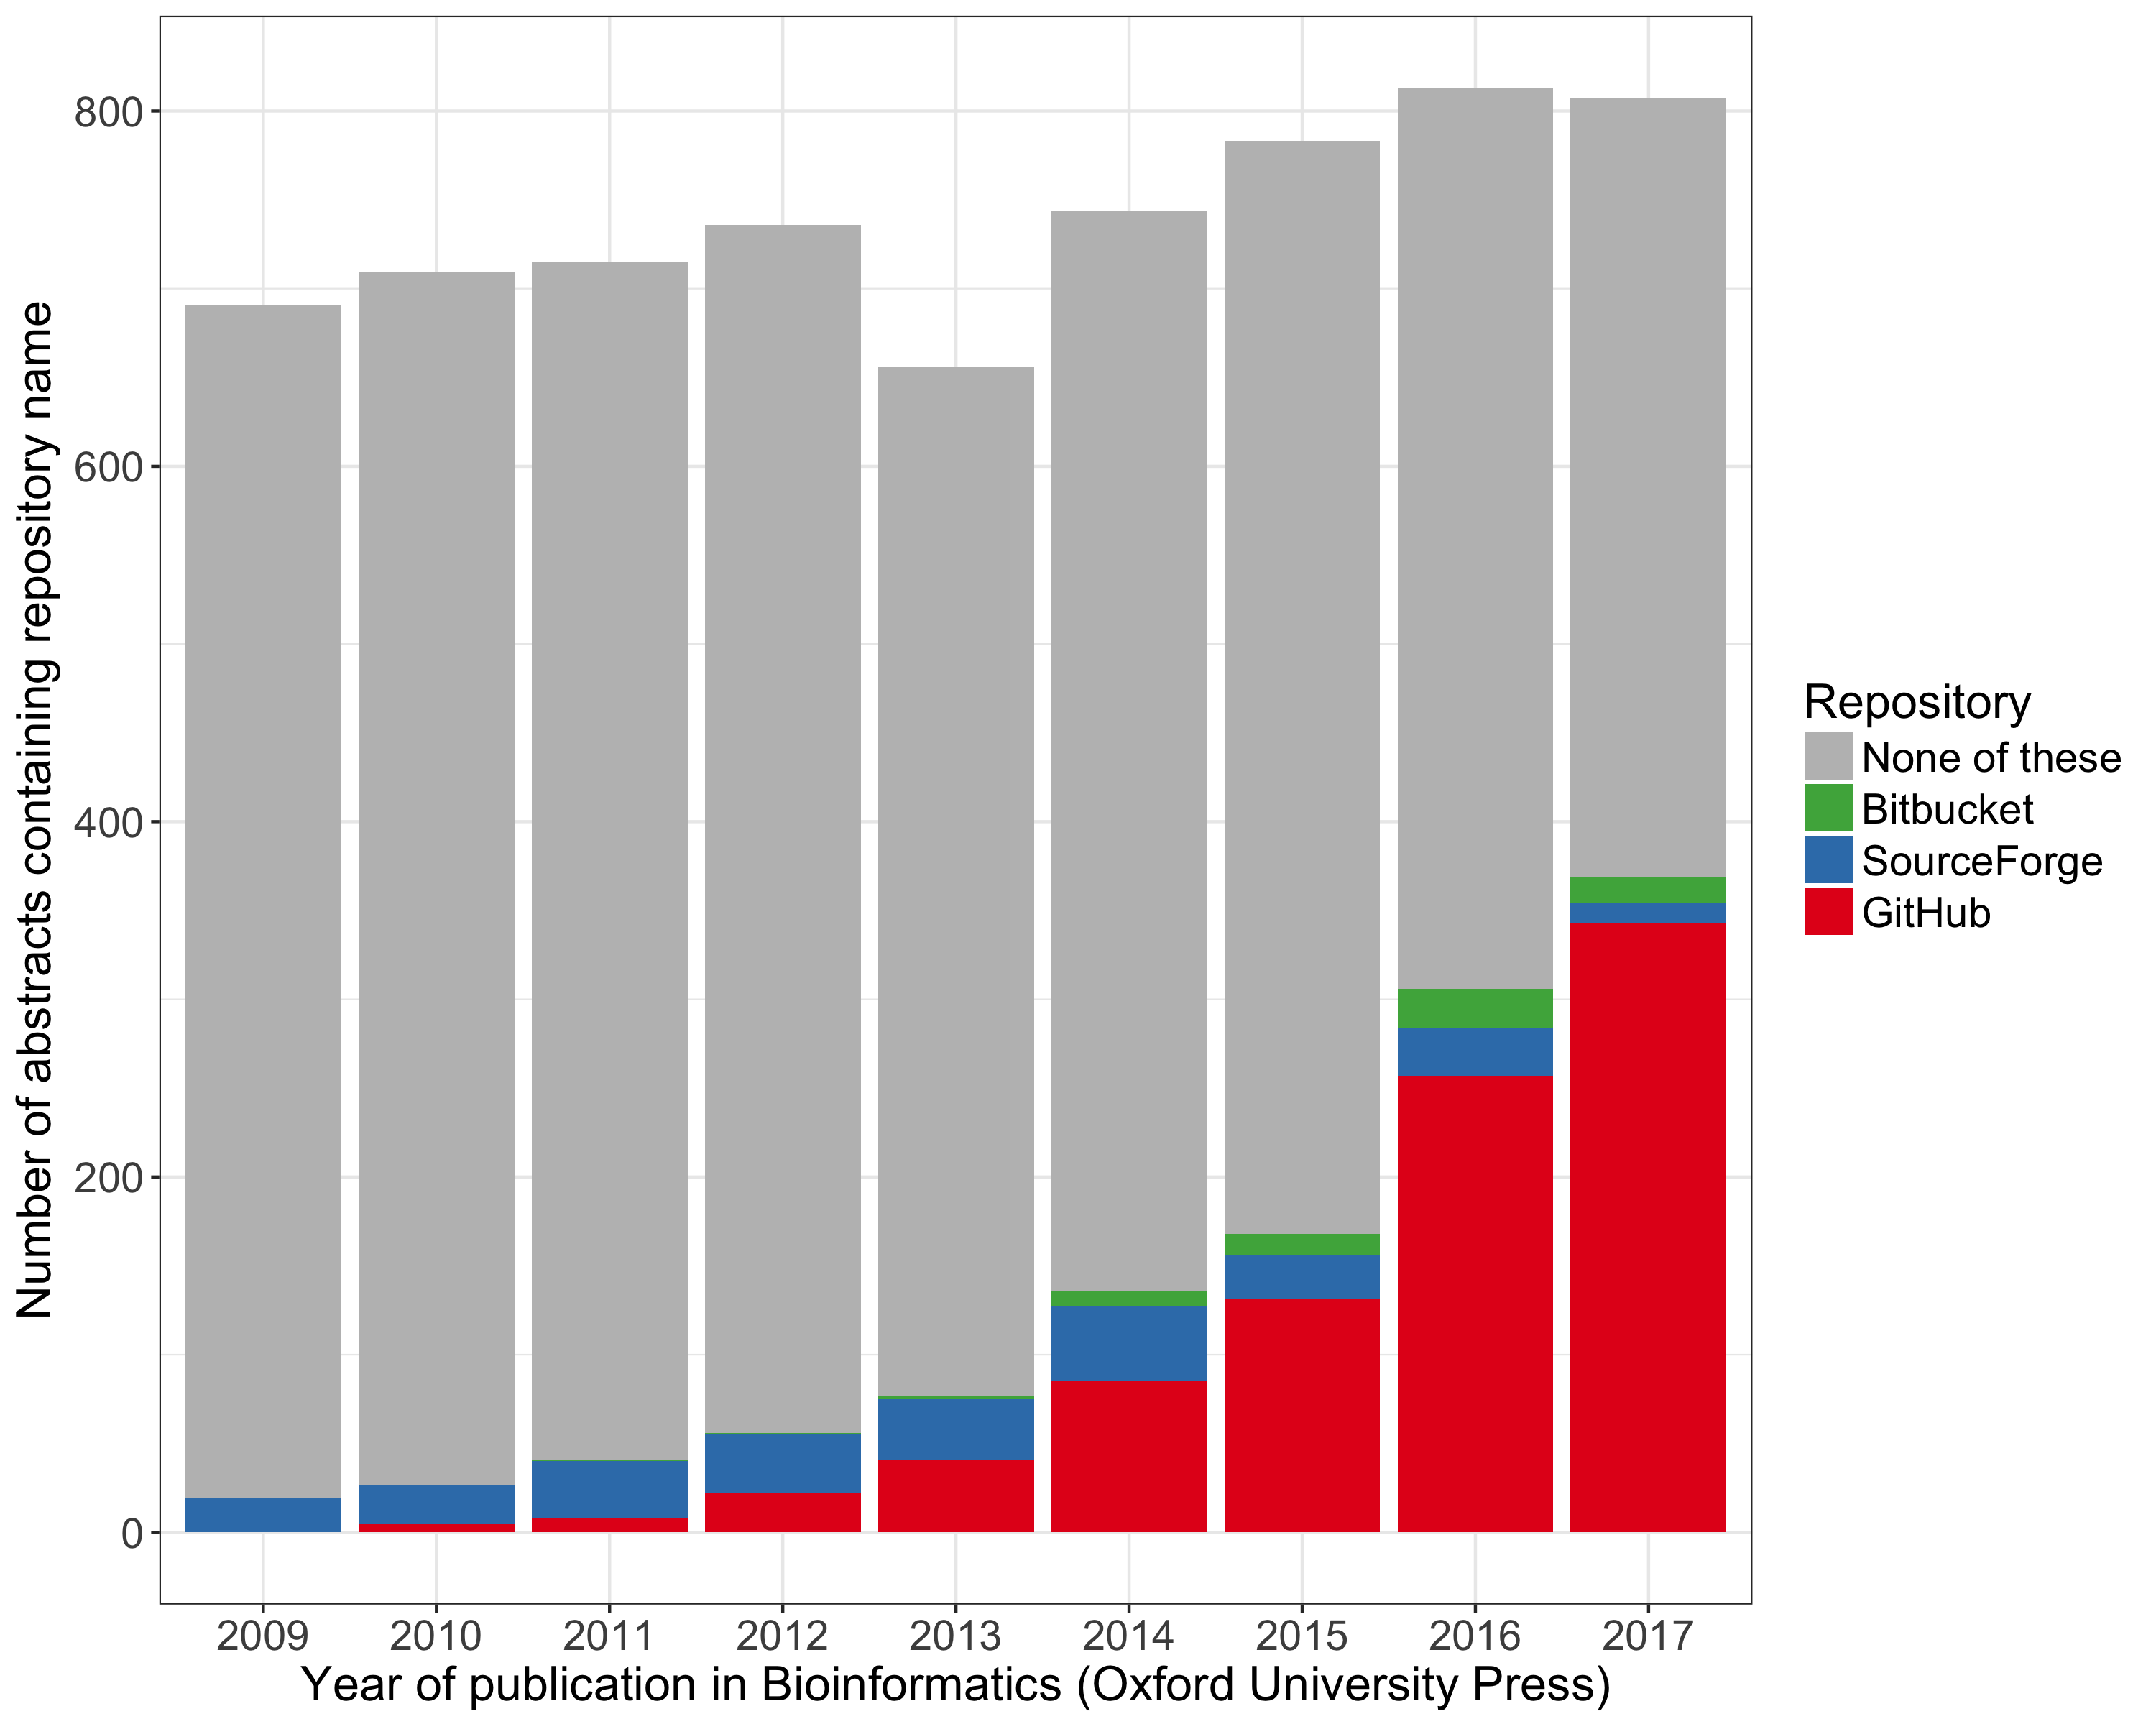 Number of abstracts containing repository name
800
600
400
200
0
2009 2010 2011 2012 2013 2014 2015 2016 2017
Year of publication in Bioinformatics (Oxford University Press)
Repository
None of these
Bitbucket
SourceForge
GitHub